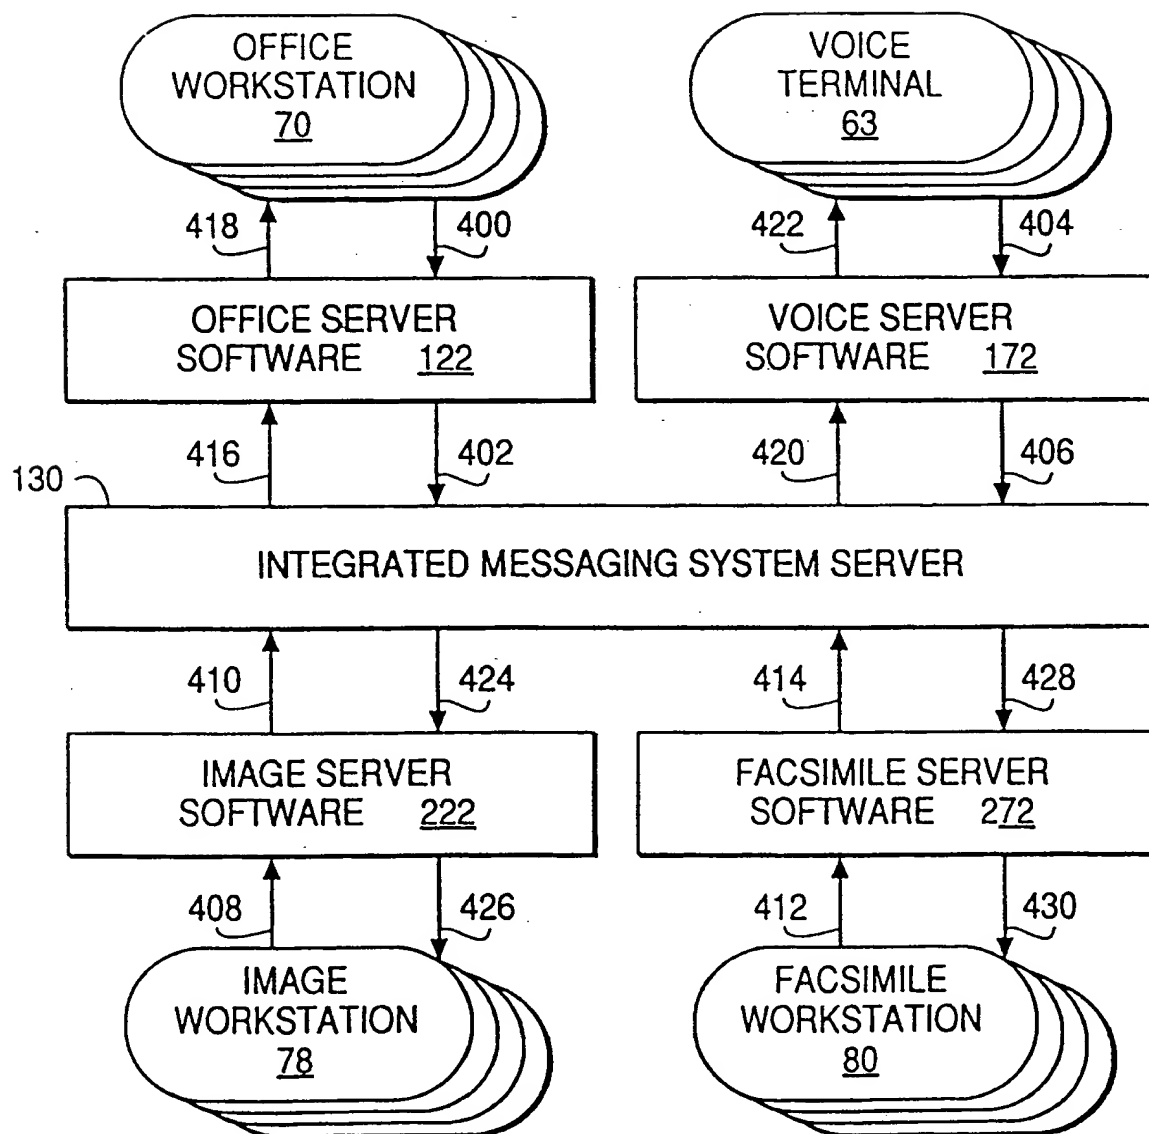 OFFICE
WORKSTATION
70
VOICE
TERMINAL
63
418
400
422
404
OFFICE SERVER
SOFTWARE 122
VOICE SERVER
SOFTWARE 172
416
402
420
406
130
INTEGRATED MESSAGING SYSTEM SERVER
410
424
414
428
IMAGE SERVER
SOFTWARE 222
FACSIMILE SERVER
SOFTWARE 272
408
426
412
430
IMAGE
WORKSTATION
78
FACSIMILE
WORKSTATION
80